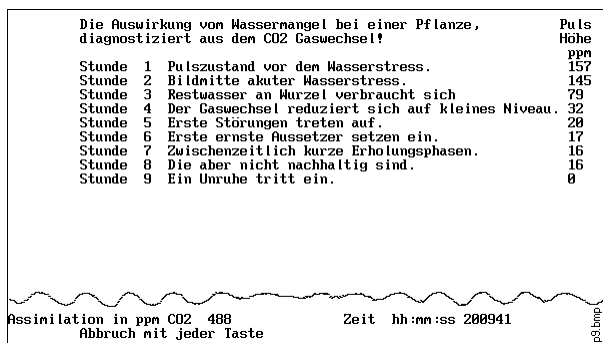 Die Auswirkung vom Wassermangel bei einer Pflanze, Puls
diagnostiziert aus dem CO2 Gaswechsel! Höhe
ppm
Stunde 1 Pulszustand vor dem Wasserstress. 157
Stunde 2 Bildmitte akuter Wasserstress. 145
Stunde 3 Restwasser an Wurzel verbraucht sich 79
Stunde 4 Der Gaswechsel reduziert sich auf kleines Niveau. 32
Stunde 5 Erste Störungen treten auf. 20
Stunde 6 Erste ernste Aussetzer setzen ein. 17
Stunde 7 Zwischenzeitlich kurze Erholungsphasen. 16
Stunde 8 Die aber nicht nachhaltig sind. 16
Stunde 9 Ein Unruhe tritt ein. 0
Assimilation in ppm CO2 488 Zeit hh:mm:ss 200941
Abbruch mit jeder Taste
p9.bmp